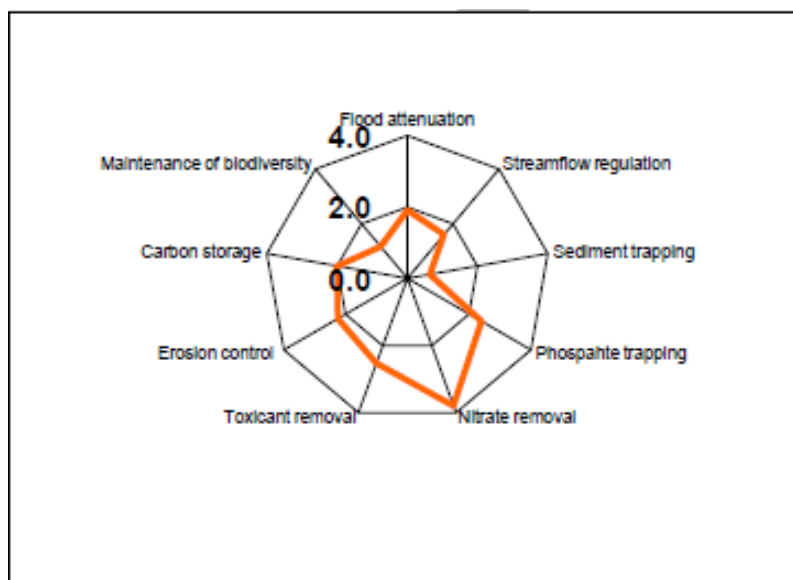 Flood attenuation
4.0
Maintenance of biodiversity
Streamflow regulation
2.0
Carbon storage
Sediment trapping
0.0
Erosion control
Phospahte trapping
Toxicant removal
Nitrate removal